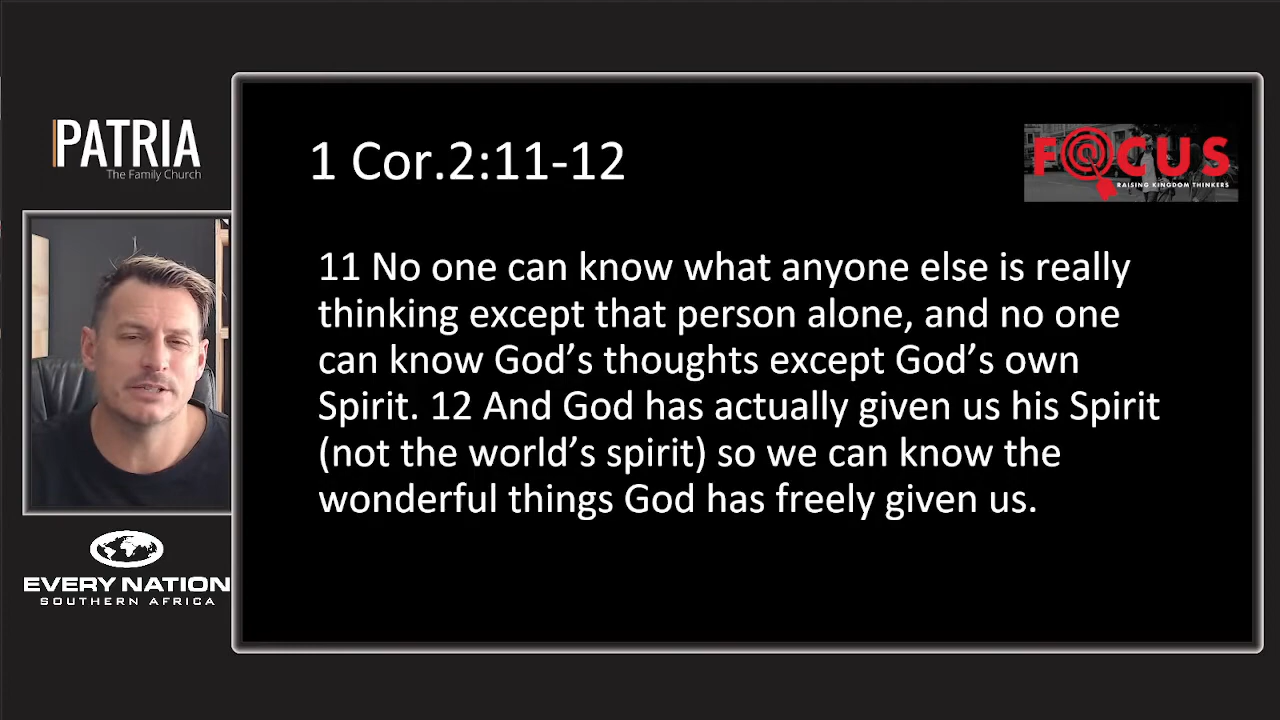 PATRIA
The Family Church
EVERY NATION
SOUTHERN AFRICA
1 Cor.2:11-12
F@CUS
RAISING KINGDOM THINKERS
11 No one can know what anyone else is really
thinking except that person alone, and no one
can know God’s thoughts except God’s own
Spirit. 12 And God has actually given us his Spirit
(not the world’s spirit) so we can know the
wonderful things God has freely given us.